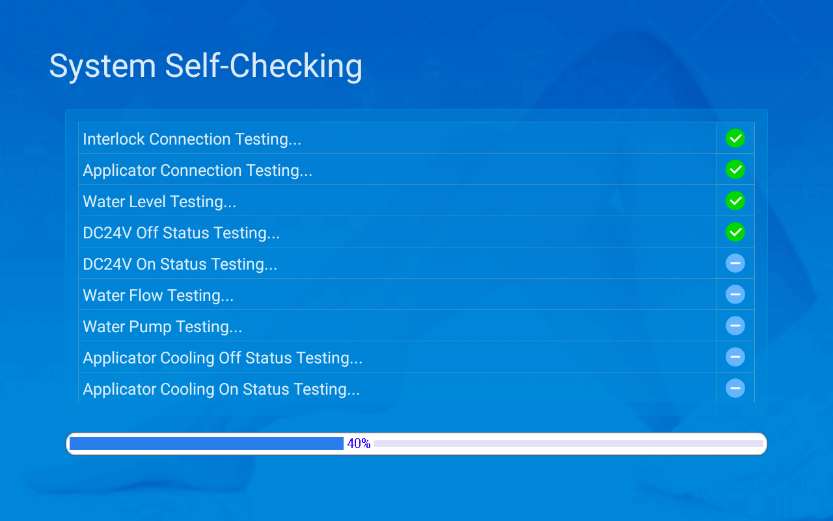 System Self-Checking
Interlock Connection Testing...
Applicator Connection Testing...
Water Level Testing...
DC24V Off Status Testing...
DC24V On Status Testing...
Water Flow Testing...
Water Pump Testing...
Applicator Cooling Off Status Testing...
Applicator Cooling On Status Testing...
40%